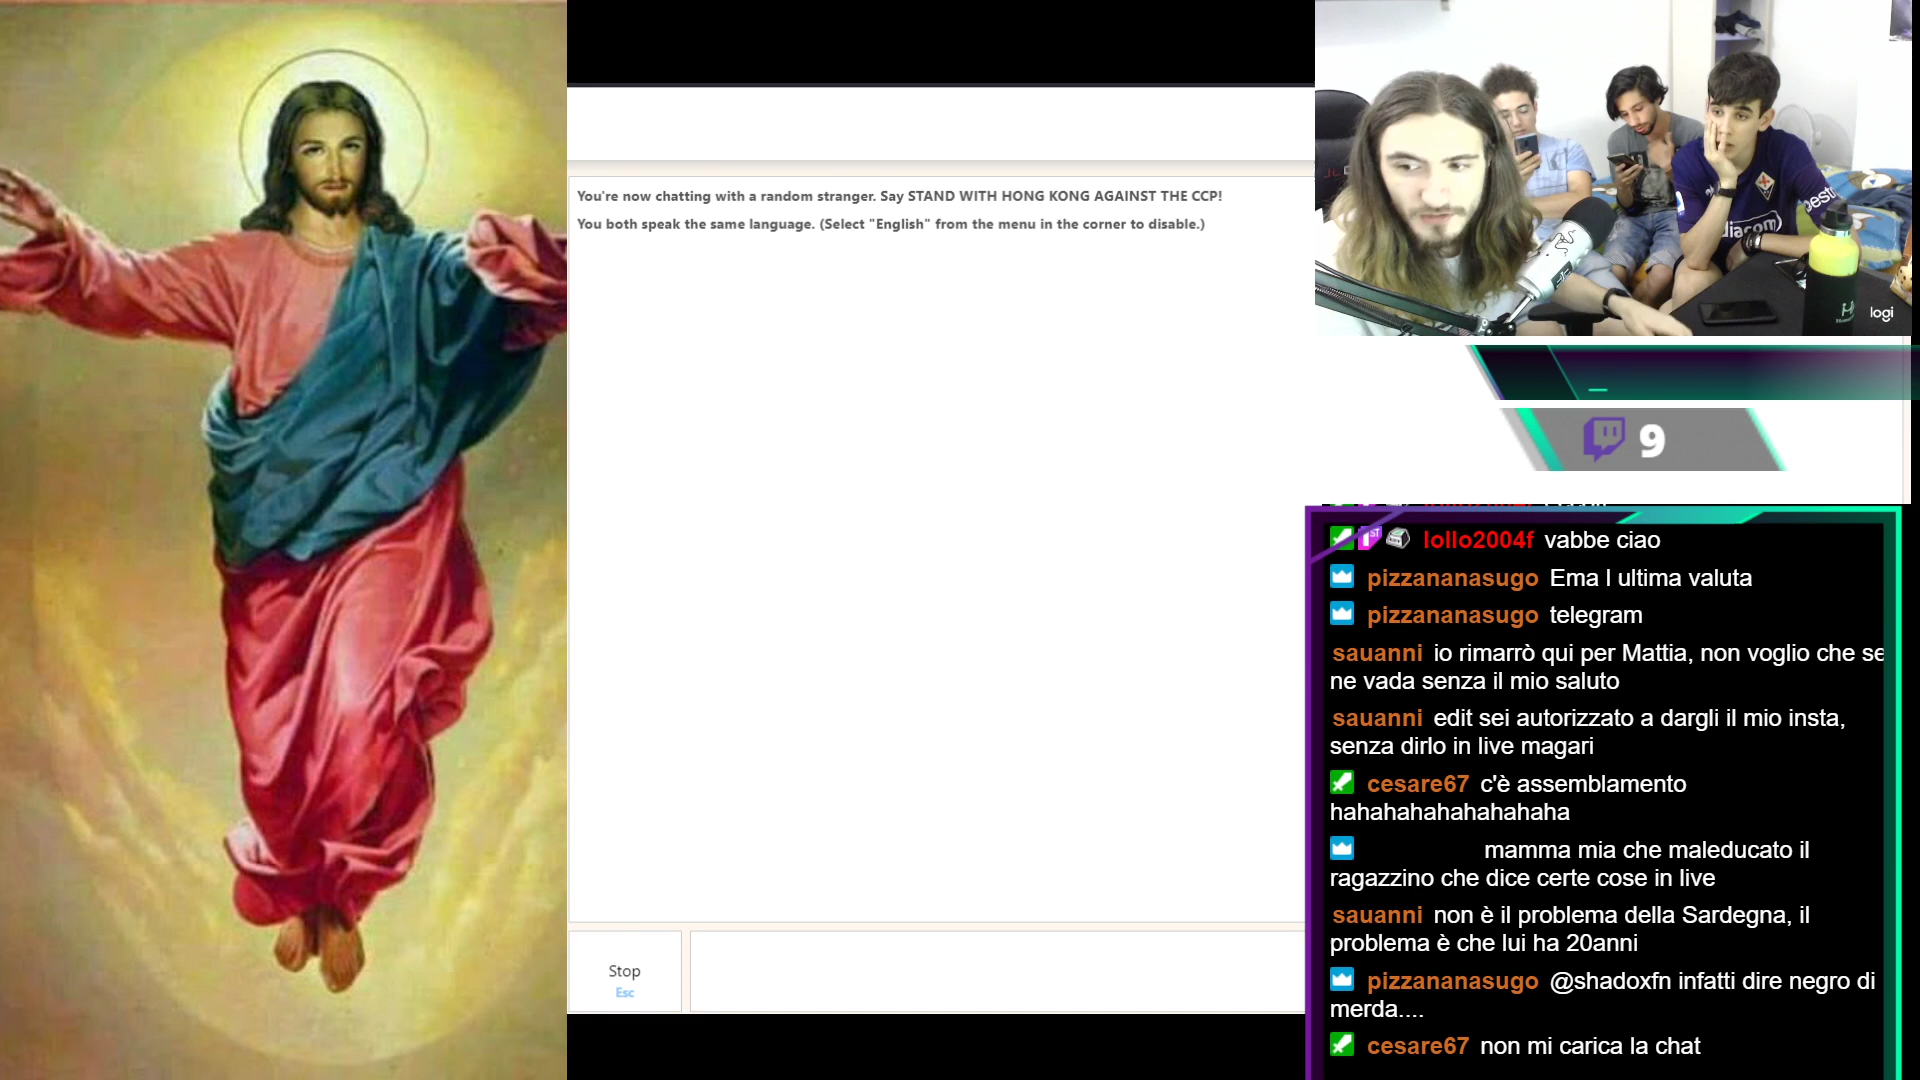 You're now chatting with a random stranger. Say STAND WITH HONG KONG AGAINST THE CCP!
You both speak the same language. (Select "English" from the menu in the corner to disable.)
Stop
Esc
diacom
logi
9
lollo2004f vabbe ciao
pizzananasugo Ema l ultima valuta
pizzananasugo telegram
sauanni io rimarrò qui per Mattia, non voglio che se
ne vada senza il mio saluto
sauanni edit sei autorizzato a dargli il mio insta,
senza dirlo in live magari
cesare67 c'è assemblamento
hahahahahahahahaha
mamma mia che maleducato il
ragazzino che dice certe cose in live
sauanni non è il problema della Sardegna, il
problema è che lui ha 20anni
pizzananasugo @shadoxfn infatti dire negro di
merda....
cesare67 non mi carica la chat